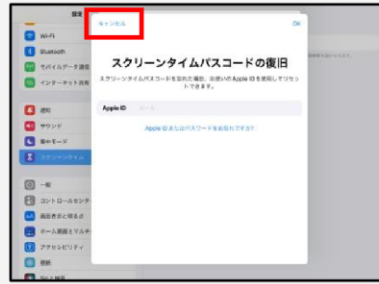 設定
キャンセル
OK
Wi-Fi
Bluetooth
モバイルデータ通信
インターネット共有
スクリーンタイムパスコードの復旧
スクリーンタイムパスコードを忘れた場合、お使いのApple IDを使用してリセッ
トできます。
Apple ID
メール
Apple IDまたはパスワードをお忘れですか?
通知
サウンド
集中モード
スクリーンタイム
一般
コントロールセンター
画面表示と明るさ
ホーム画面とマルチ
アクセシビリティ
壁紙